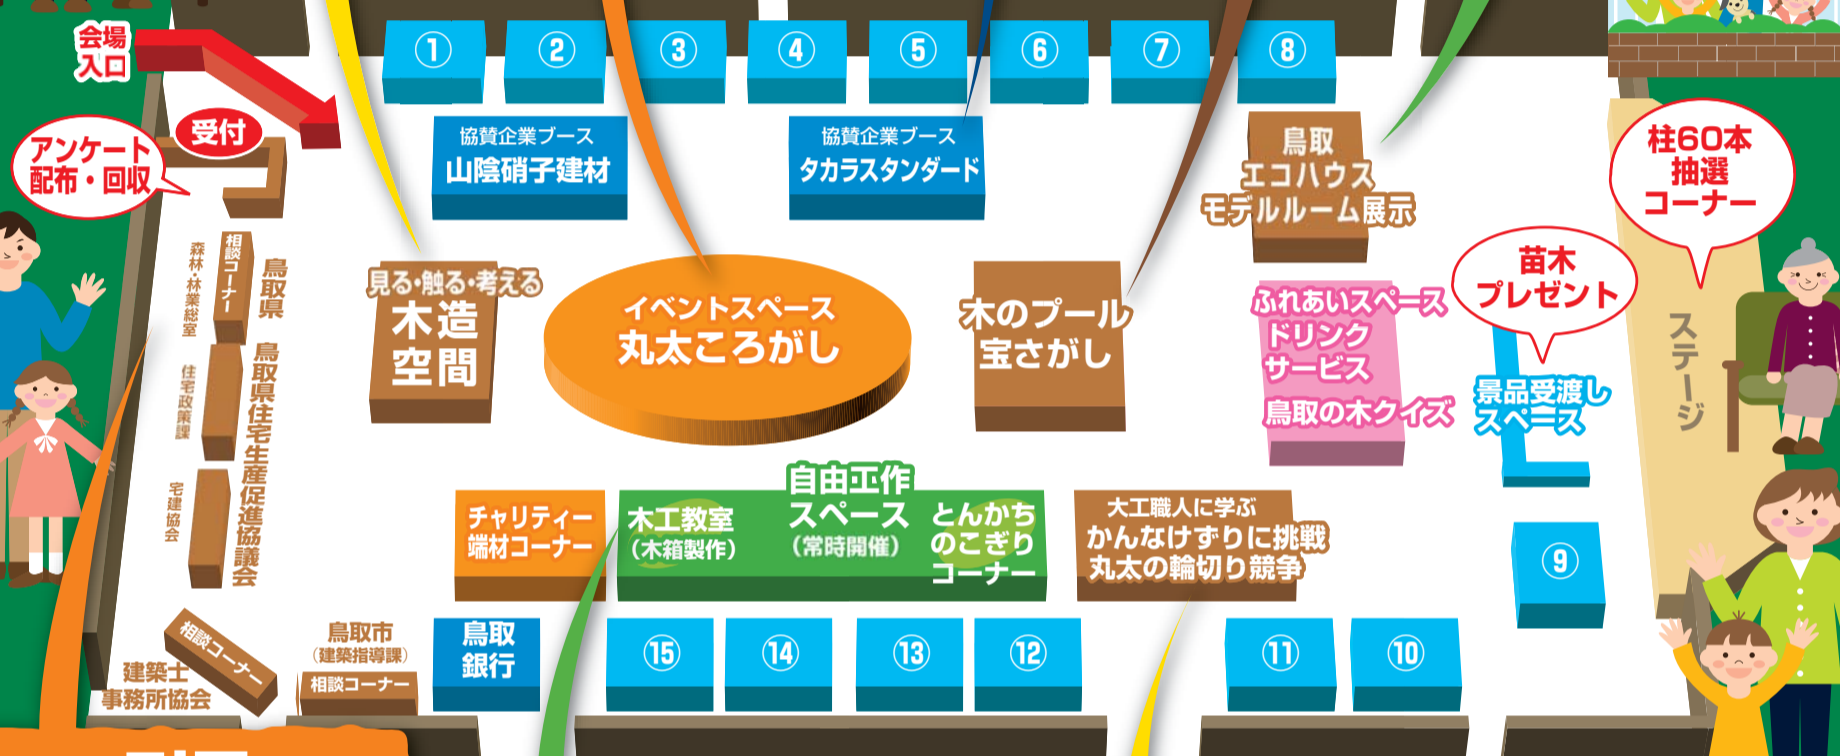 会場
入口
受付
アンケート
配布・回収
①
②
③
④
⑤
⑥
⑦
⑧
協賛企業ブース
山陰硝子建材
協賛企業ブース
タカラスタンダード
鳥取
エコハウス
モデルルーム展示
柱60本
抽選
コーナー
苗木
プレゼント
ステージ
相談コーナー
鳥取県
森林・林業総室
住宅政策課
宅建協会
鳥取県住宅生産促進協議会
見る・触る・考える
木造
空間
イベントスペース
丸太ころがし
木のプール
宝さがし
ふれあいスペース
ドリンク
サービス
鳥取の木クイズ
景品受渡し
スペース
チャリティー
端材コーナー
木工教室
（木箱製作）
自由工作
スペース
（常時開催）
とんかち
のこぎり
コーナー
大工職人に学ぶ
かんなけずりに挑戦
丸太の輪切り競争
⑨
相談コーナー
建築士
事務所協会
鳥取市
（建築指導課）
相談コーナー
鳥取
銀行
⑮
⑭
⑬
⑫
⑪
⑩